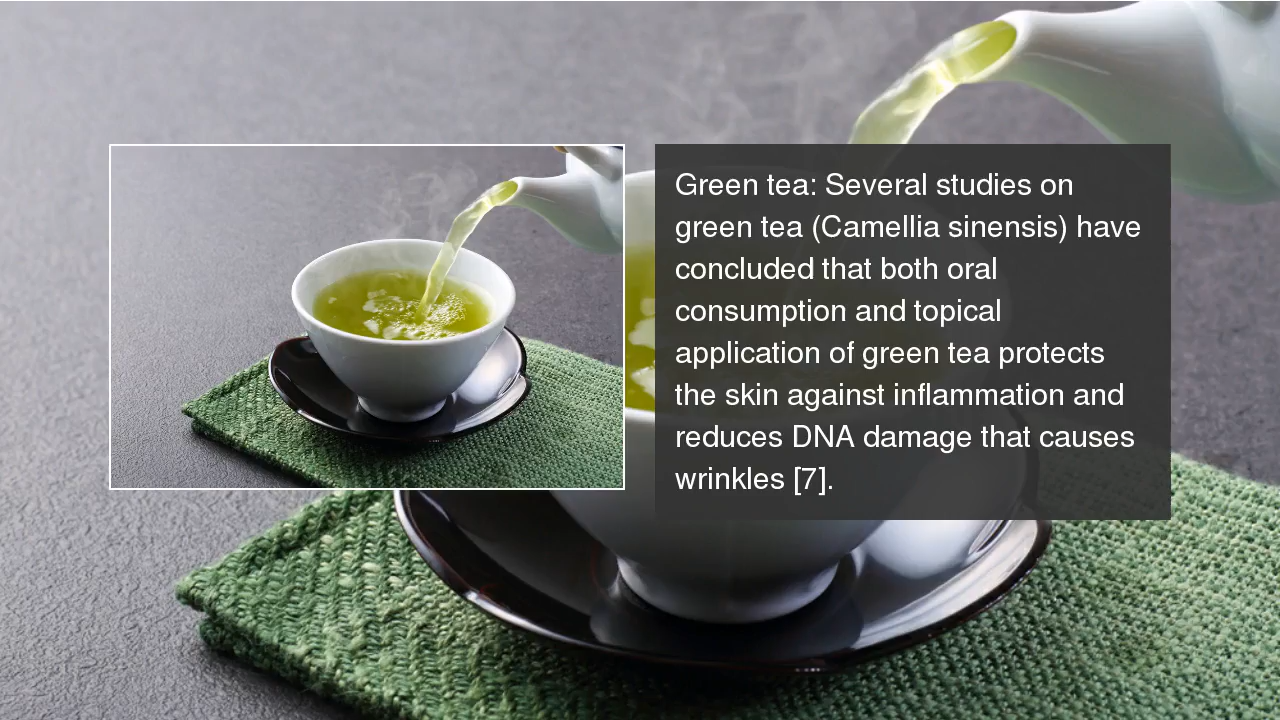 Green tea: Several studies on
green tea (Camellia sinensis) have
concluded that both oral
consumption and topical
application of green tea protects
the skin against inflammation and
reduces DNA damage that causes
wrinkles [7].